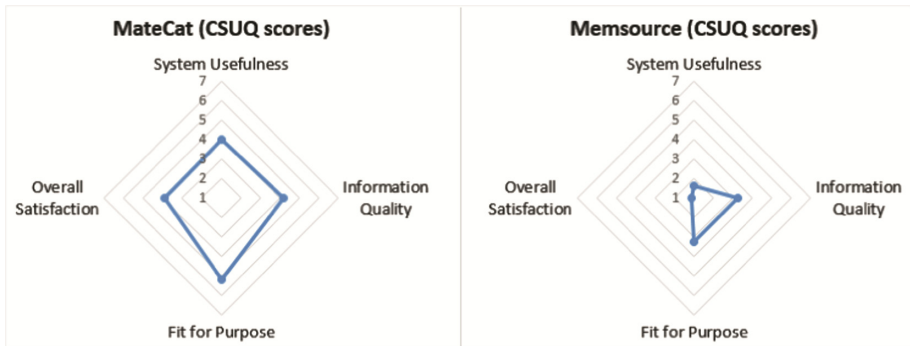 MateCat (CSUQ scores)
System Usefulness
7
6
5
4
3
2
1
Overall
Satisfaction
Information
Quality
Fit for Purpose
Memsource (CSUQ scores)
System Usefulness
7
6
5
4
3
2
1
Overall
Satisfaction
Information
Quality
Fit for Purpose